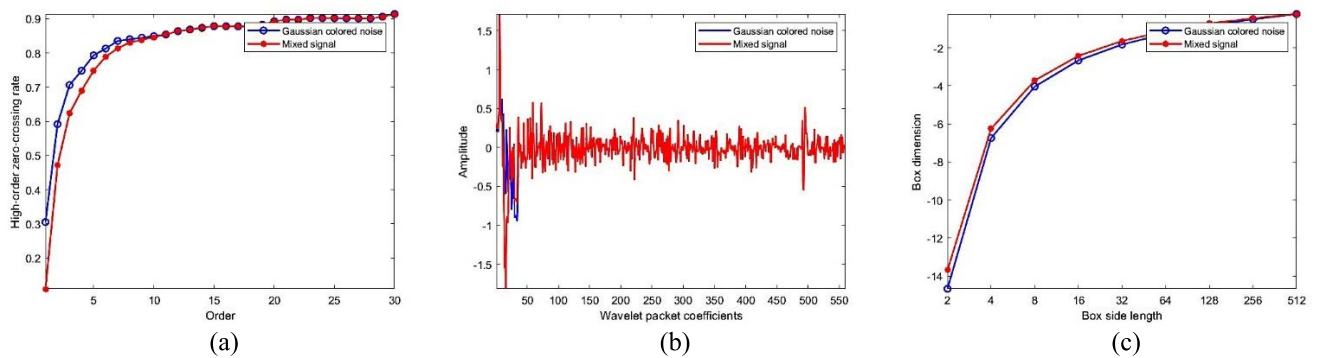 0.9
0.8
0.7
0.6
0.5
0.4
0.3
0.2
5 10 15 20 25 30
High-order zero-crossing rate
Order
Gaussian colored noise
Mixed signal
(a)
1.5
1
0.5
0
-0.5
-1
-1.5
50 100 150 200 250 300 350 400 450 500 550
Amplitude
Wavelet packet coefficients
Gaussian colored noise
Mixed signal
(b)
-2
-4
-6
-8
-10
-12
-14
2 4 8 16 32 64 128 256 512
Box dimension
Box side length
Gaussian colored noise
Mixed signal
(c)